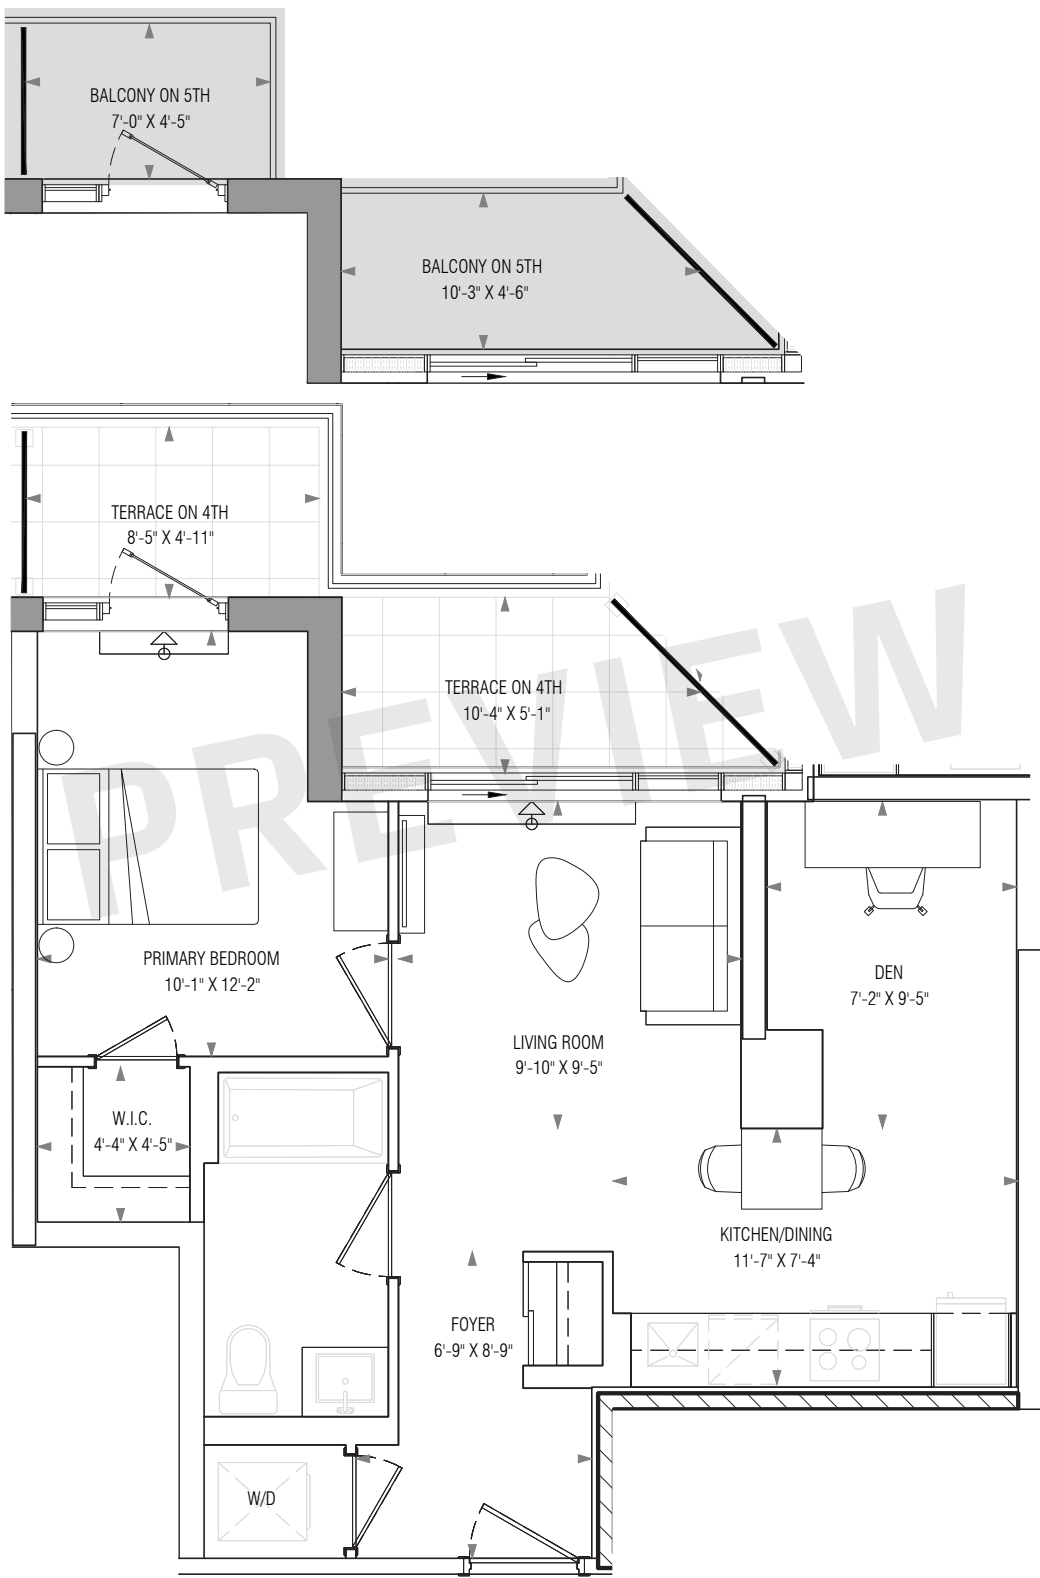 BALCONY ON 5TH
7'-0" X 4'-5"
BALCONY ON 5TH
10'-3" X 4'-6"
TERRACE ON 4TH
8'-5" X 4'-11"
TERRACE ON 4TH
10'-4" X 5'-1"
PREVIEW
PRIMARY BEDROOM
10'-1" X 12'-2"
DEN
7'-2" X 9'-5"
LIVING ROOM
9'-10" X 9'-5"
W.I.C.
4'-4" X 4'-5"
KITCHEN/DINING
11'-7" X 7'-4"
FOYER
6'-9" X 8'-9"
W/D